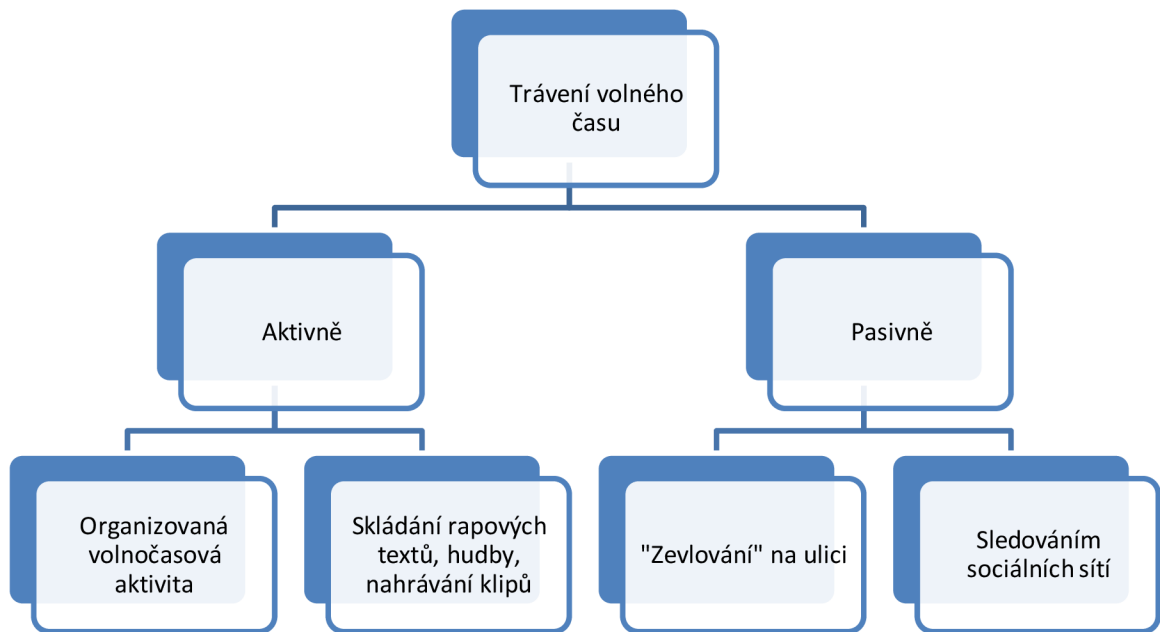 Trávení volného
času
Aktivně
Pasivně
Organizovaná
volnočasová
aktivita
Skládání rapových
textů, hudby,
nahrávání klipů
"Zevlování" na ulici
Sledováním
sociálních sítí